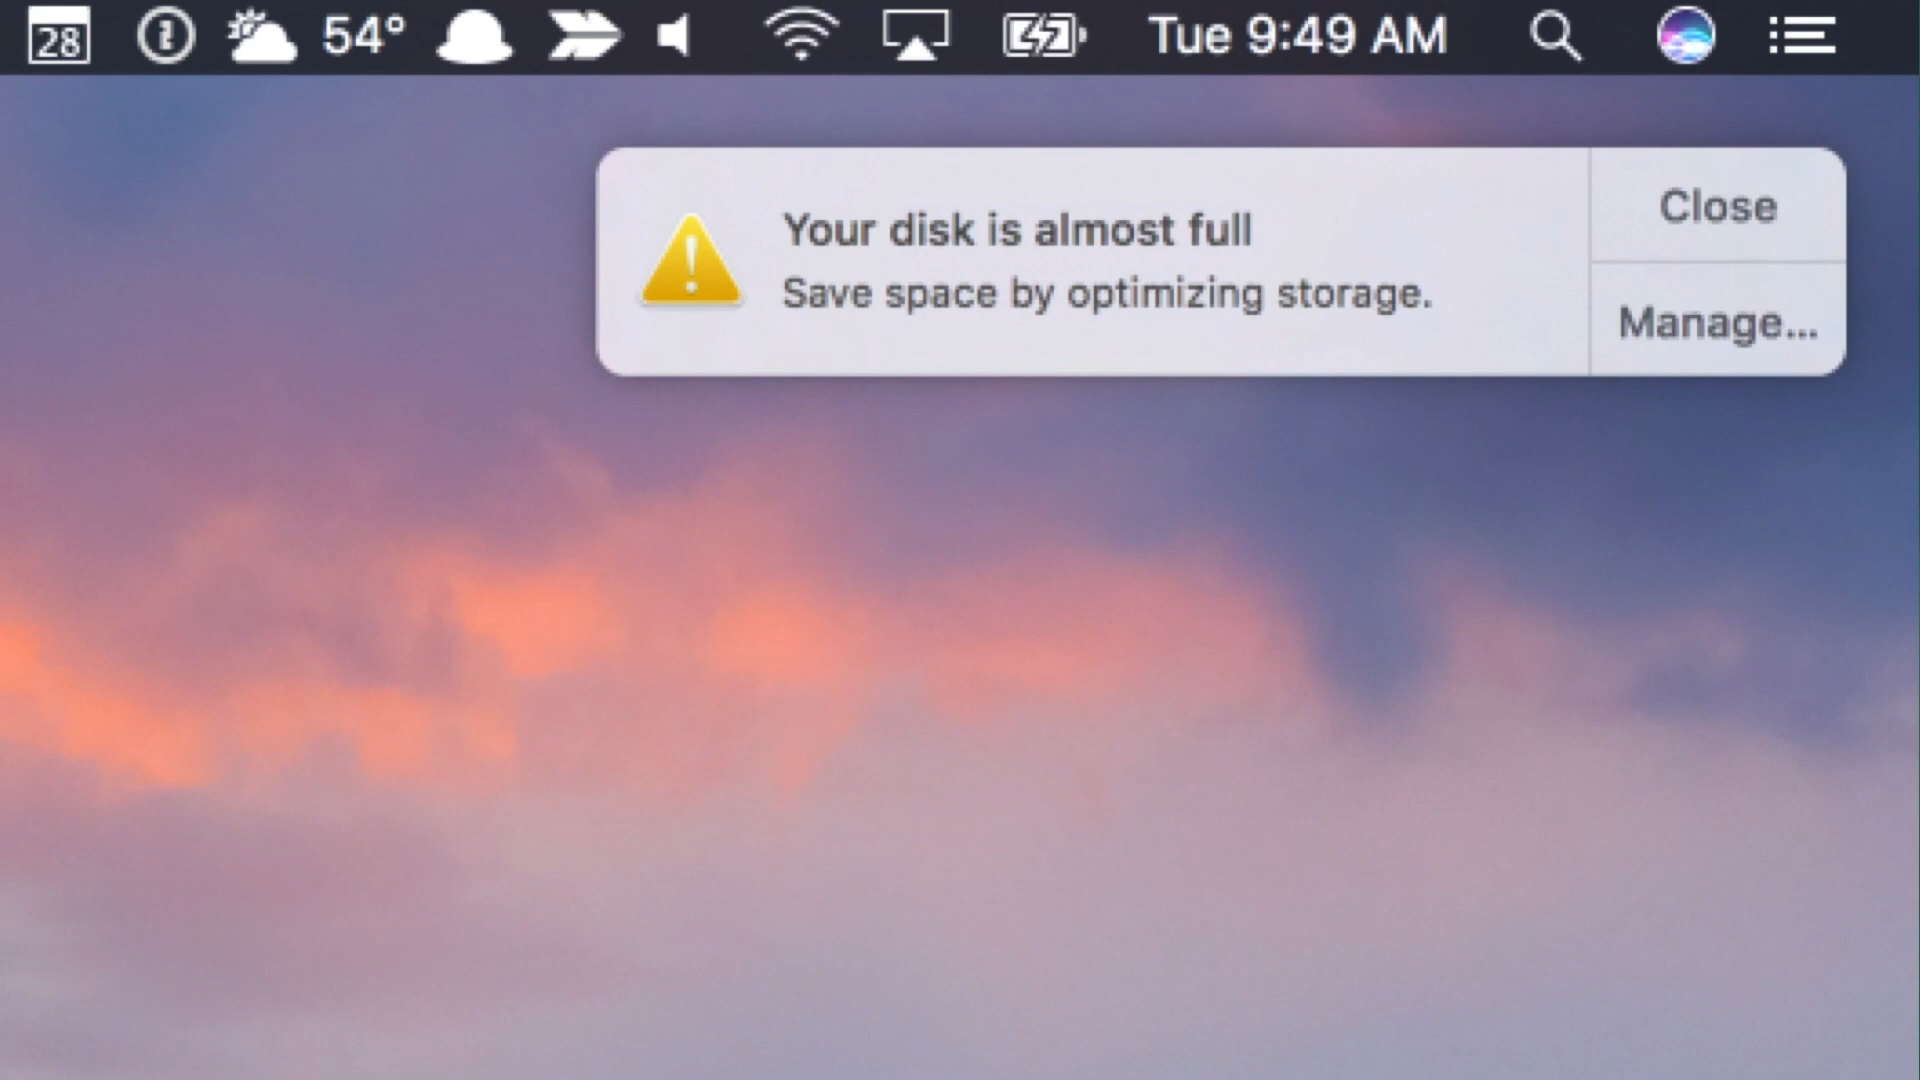 28 54° Tue 9:49 AM
Your disk is almost full
Save space by optimizing storage.
Close
Manage...